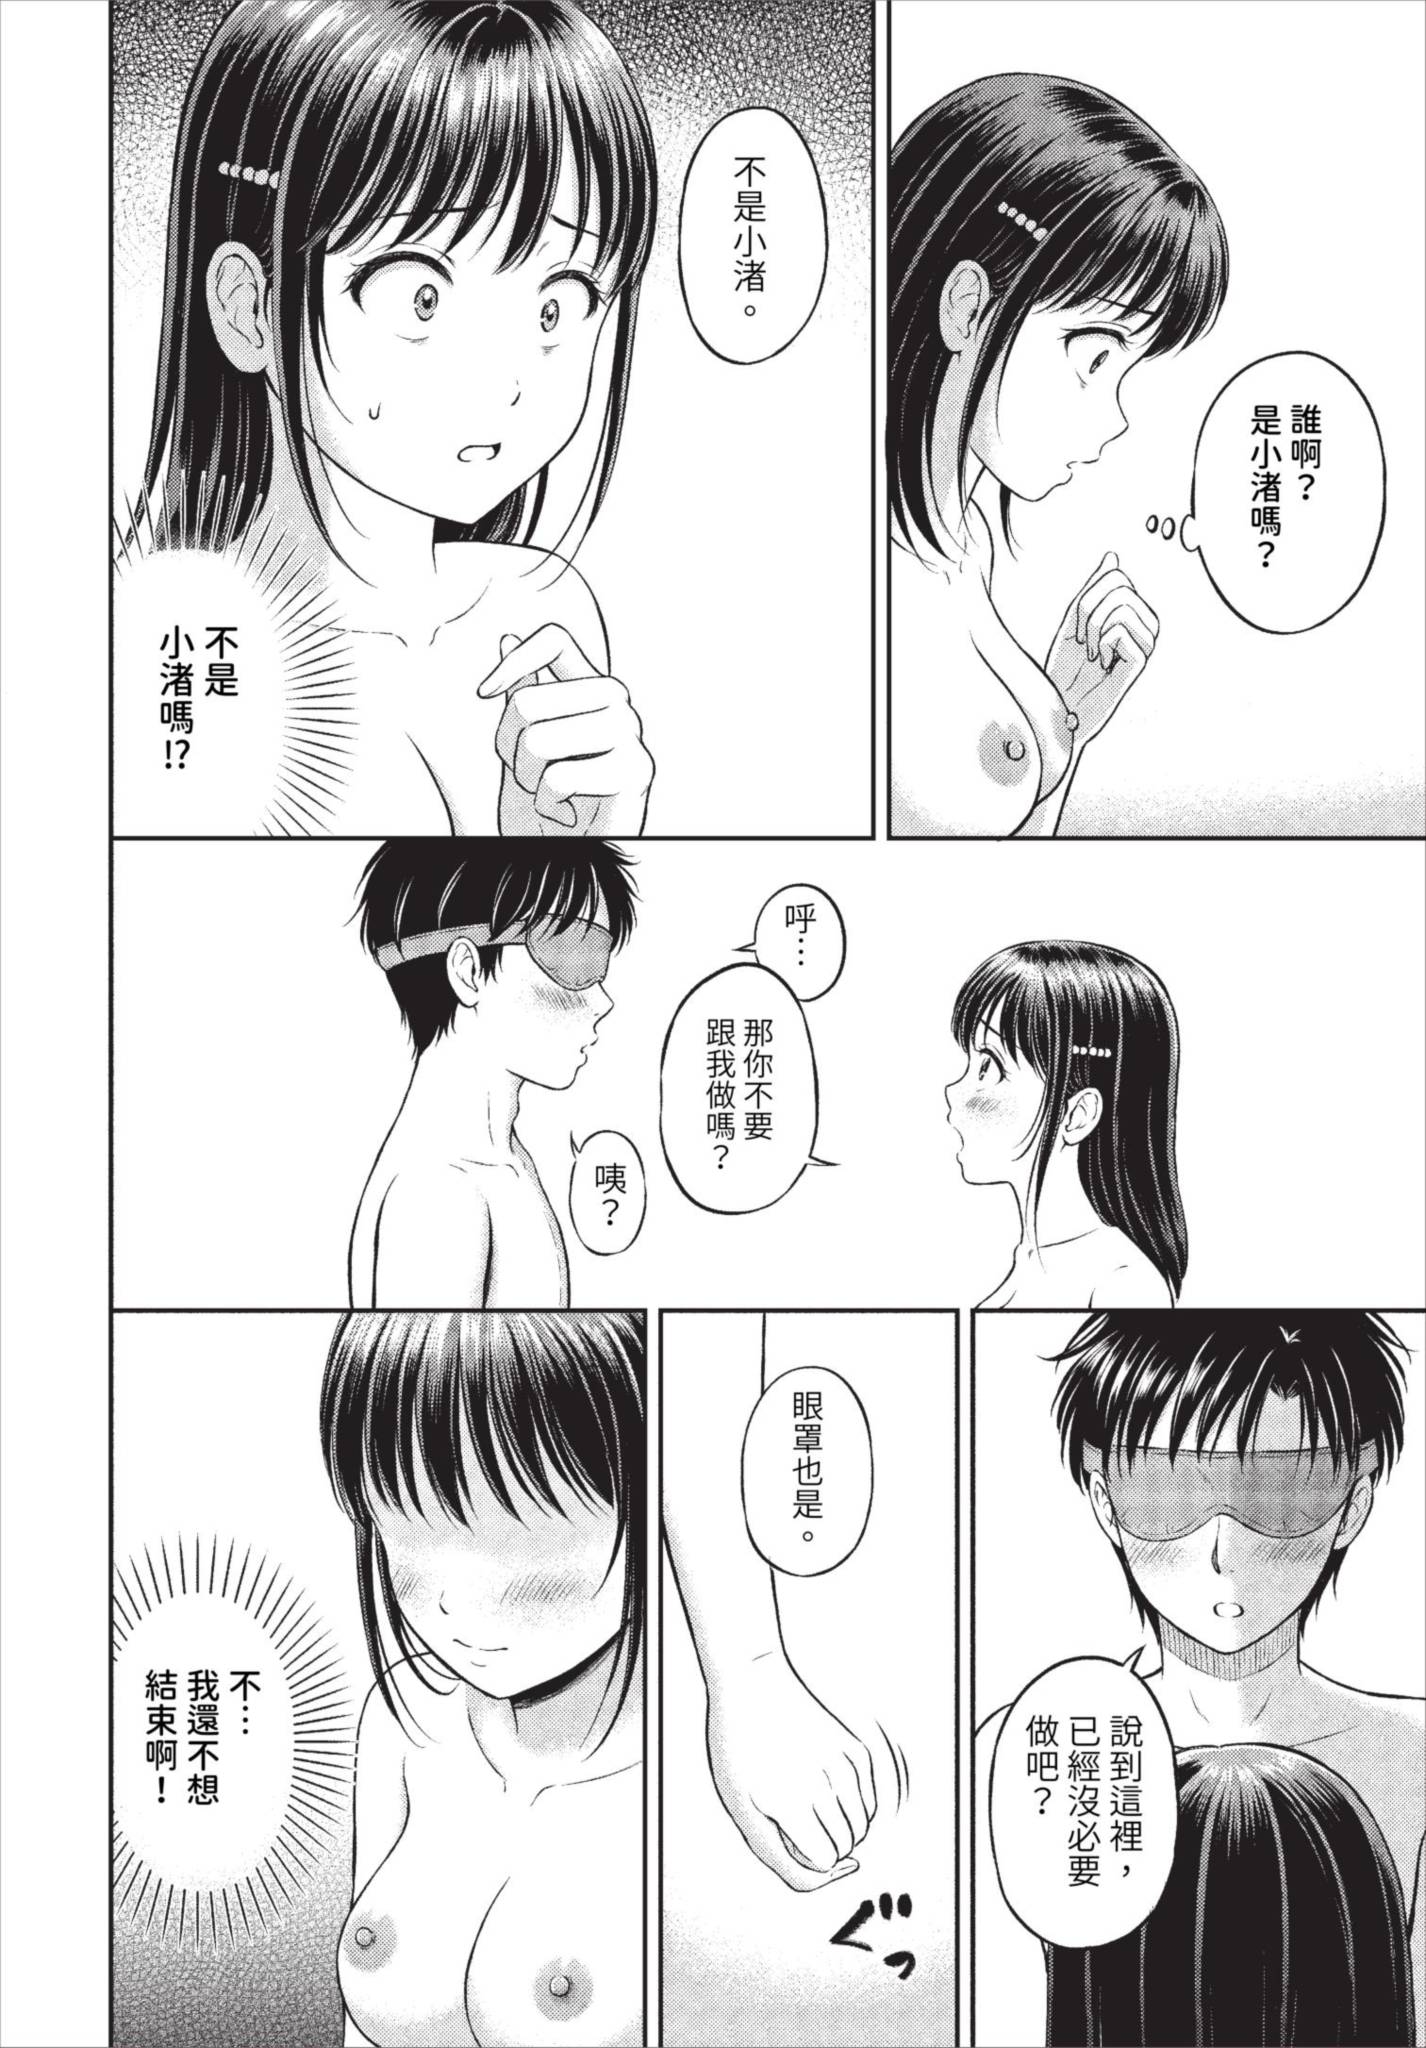 誰啊？
是小渚嗎？
不是小渚。
不是
小渚嗎!?
呼…
那你不要
跟我做嗎？
咦？
說到這裡，
已經沒必要
做吧？
眼罩也是。
ぐっ
不…
我還不想
結束啊！